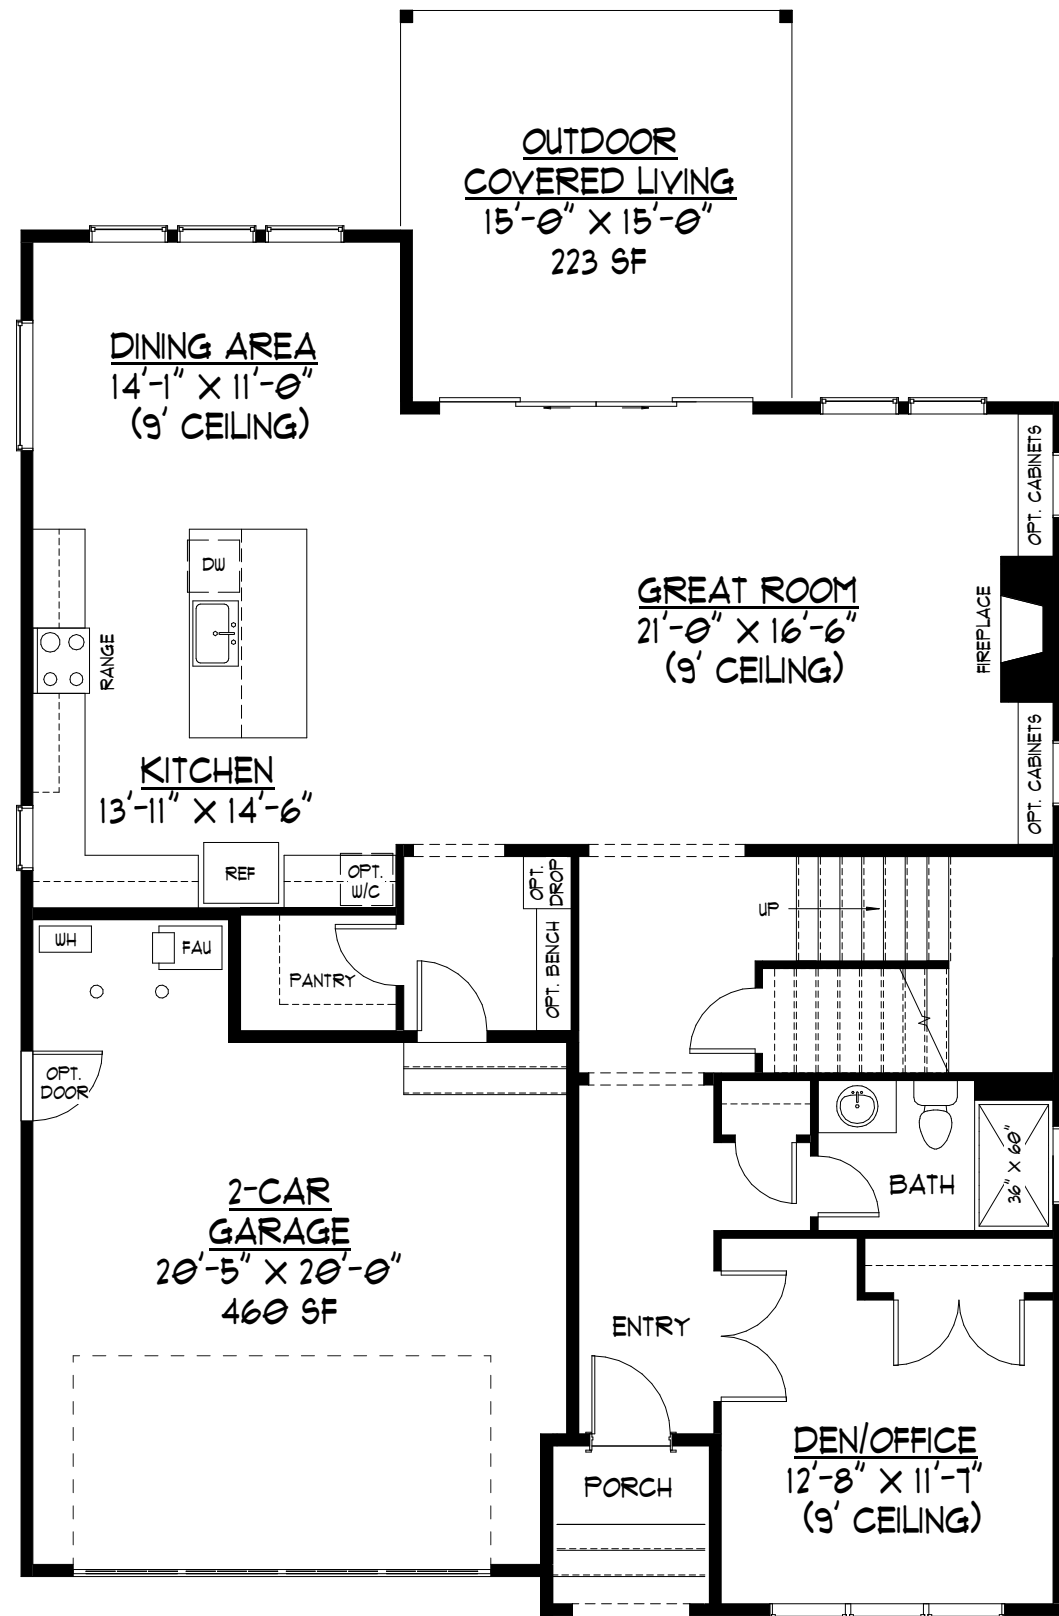 OUTDOOR
COVERED LIVING
15'-0" X 15'-0"
223 SF
DINING AREA
14'-1" X 11'-0"
(9' CEILING)
OPT. CABINETS
DW
GREAT ROOM
21'-0" X 16'-6"
(9' CEILING)
FIREPLACE
RANGE
OPT. CABINETS
KITCHEN
13'-11" X 14'-6"
REF
OPT.
W/C
OPT.
DROP
UP
WH
FAU
PANTRY
OPT. BENCH
OPT.
DOOR
36" X 60"
BATH
2-CAR
GARAGE
20'-5" X 20'-0"
460 SF
ENTRY
DEN/OFFICE
12'-8" X 11'-7"
(9' CEILING)
PORCH